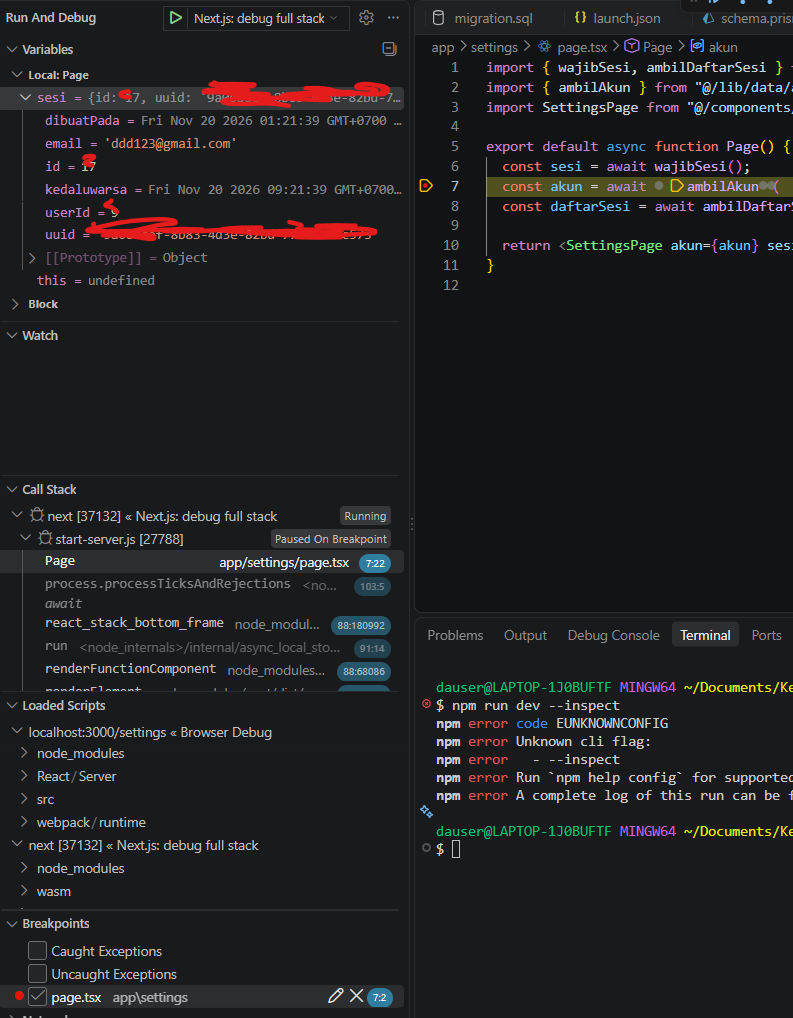 Run And Debug
Next.js: debug full stack
Variables
Local: Page
sesi = {id: 17, uuid:
dibuatPada = Fri Nov 20 2026 01:21:39 GMT+0700 ...
email = 'ddd123@gmail.com'
id =
kedaluwarsa = Fri Nov 20 2026 09:21:39 GMT+0700...
userId =
uuid =
[[Prototype]] = Object
this = undefined
Block
Watch
Call Stack
next [37132] « Next.js: debug full stack
Running
start-server.js [27788]
Paused On Breakpoint
Page
app/settings/page.tsx
7:22
process.processTicksAndRejections
<no...
103:5
await
react_stack_bottom_frame
node_modul...
88:180992
run
<node_internals>/internal/async_local_sto...
91:14
renderFunctionComponent
node_modules...
88:68086
renderElement
Loaded Scripts
localhost:3000/settings « Browser Debug
node_modules
React/Server
src
webpack/runtime
next [37132] « Next.js: debug full stack
node_modules
wasm
Breakpoints
Caught Exceptions
Uncaught Exceptions
page.tsx app\settings
7:2
migration.sql
launch.json
schema.pris
app > settings > page.tsx > Page > akun
1 import { wajibSesi, ambilDaftarSesi }
2 import { ambilAkun } from "@/lib/data/
3 import SettingsPage from "@/components/
4
5 export default async function Page() {
6 const sesi = await wajibSesi();
7 const akun = await ambilAkun(
8 const daftarSesi = await ambilDaftarS
9
10 return <SettingsPage akun={akun} sesi
11 }
12
Problems
Output
Debug Console
Terminal
Ports
dauser@LAPTOP-1J0BUFTF MINGW64 ~/Documents/Ke
$ npm run dev --inspect
npm error code EUNKNOWNCONFIG
npm error Unknown cli flag:
npm error - --inspect
npm error Run `npm help config` for supported
npm error A complete log of this run can be f
dauser@LAPTOP-1J0BUFTF MINGW64 ~/Documents/Ke
$